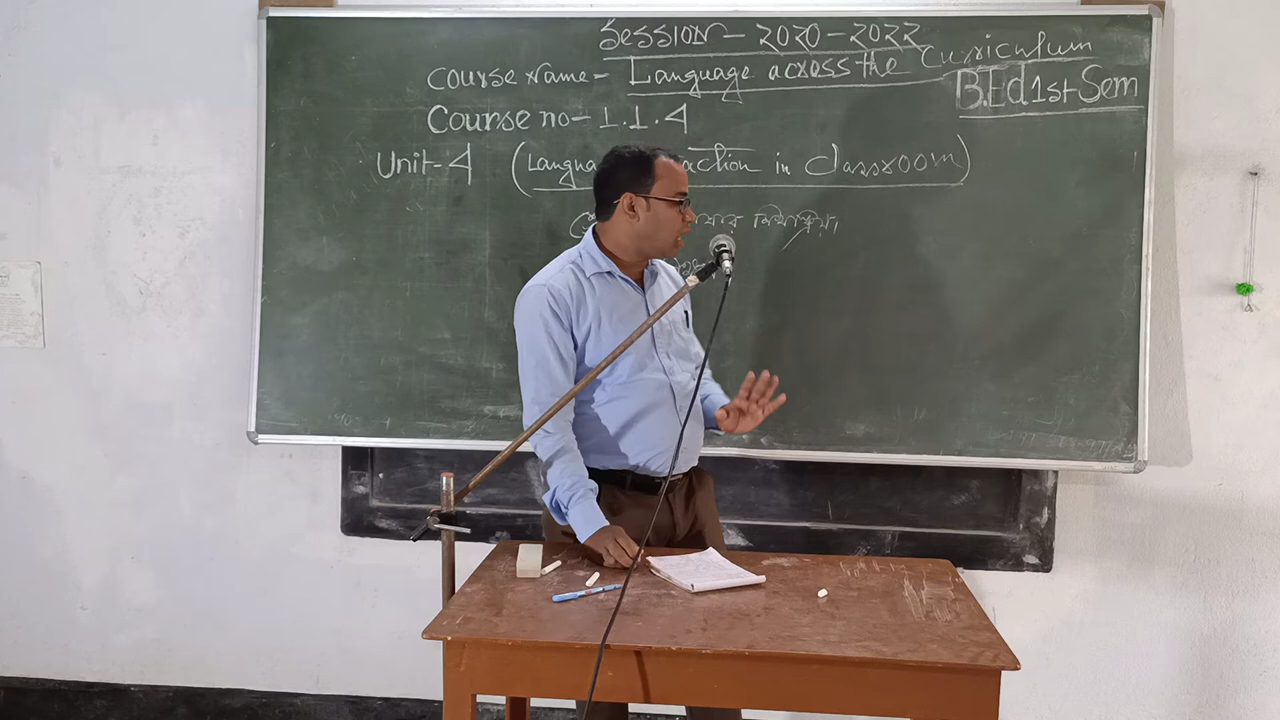 SESSION - 2020-2022
Course Name - Language across the Curriculum
B.Ed 1st Sem
Course no - 1.1.4
Unit-4 (Langua action in classroom)